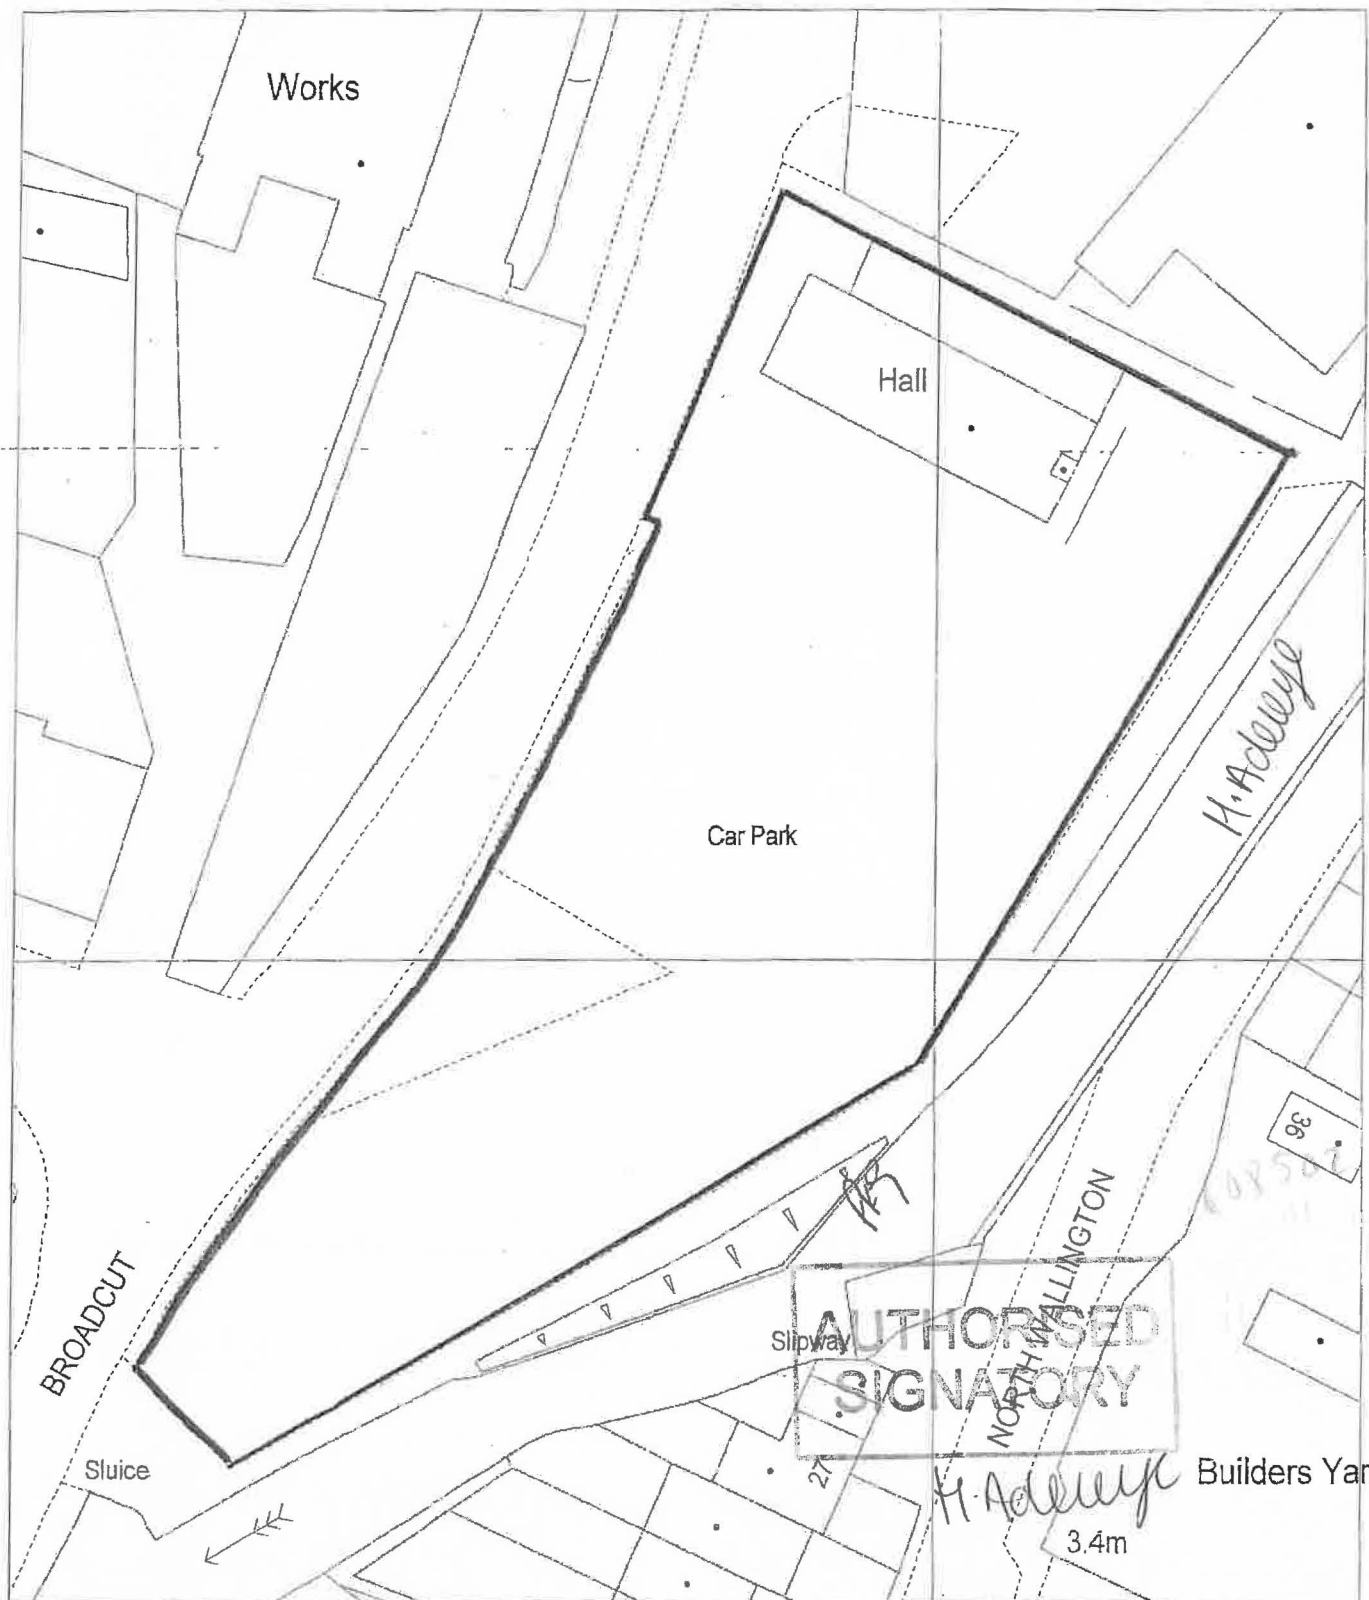 Works
Hall
Car Park
36
BROADCUT
NORTH WALLINGTON
Slipway
AUTHORISED
SIGNATORY
27
Sluice
Builders Yar
3.4m